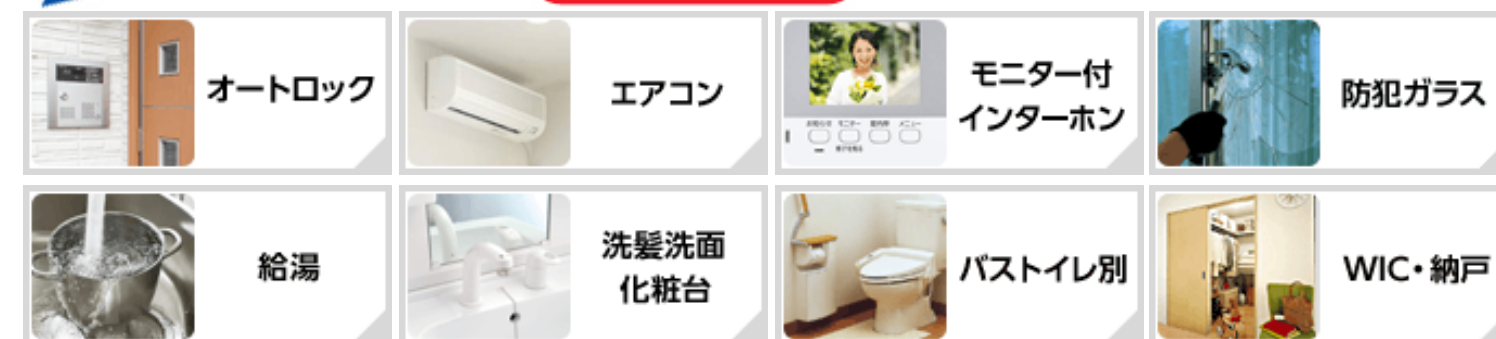 オートロック
エアコン
モニター付
インターホン
防犯ガラス
給湯
洗髪洗面
化粧台
バストイレ別
WIC・納戸